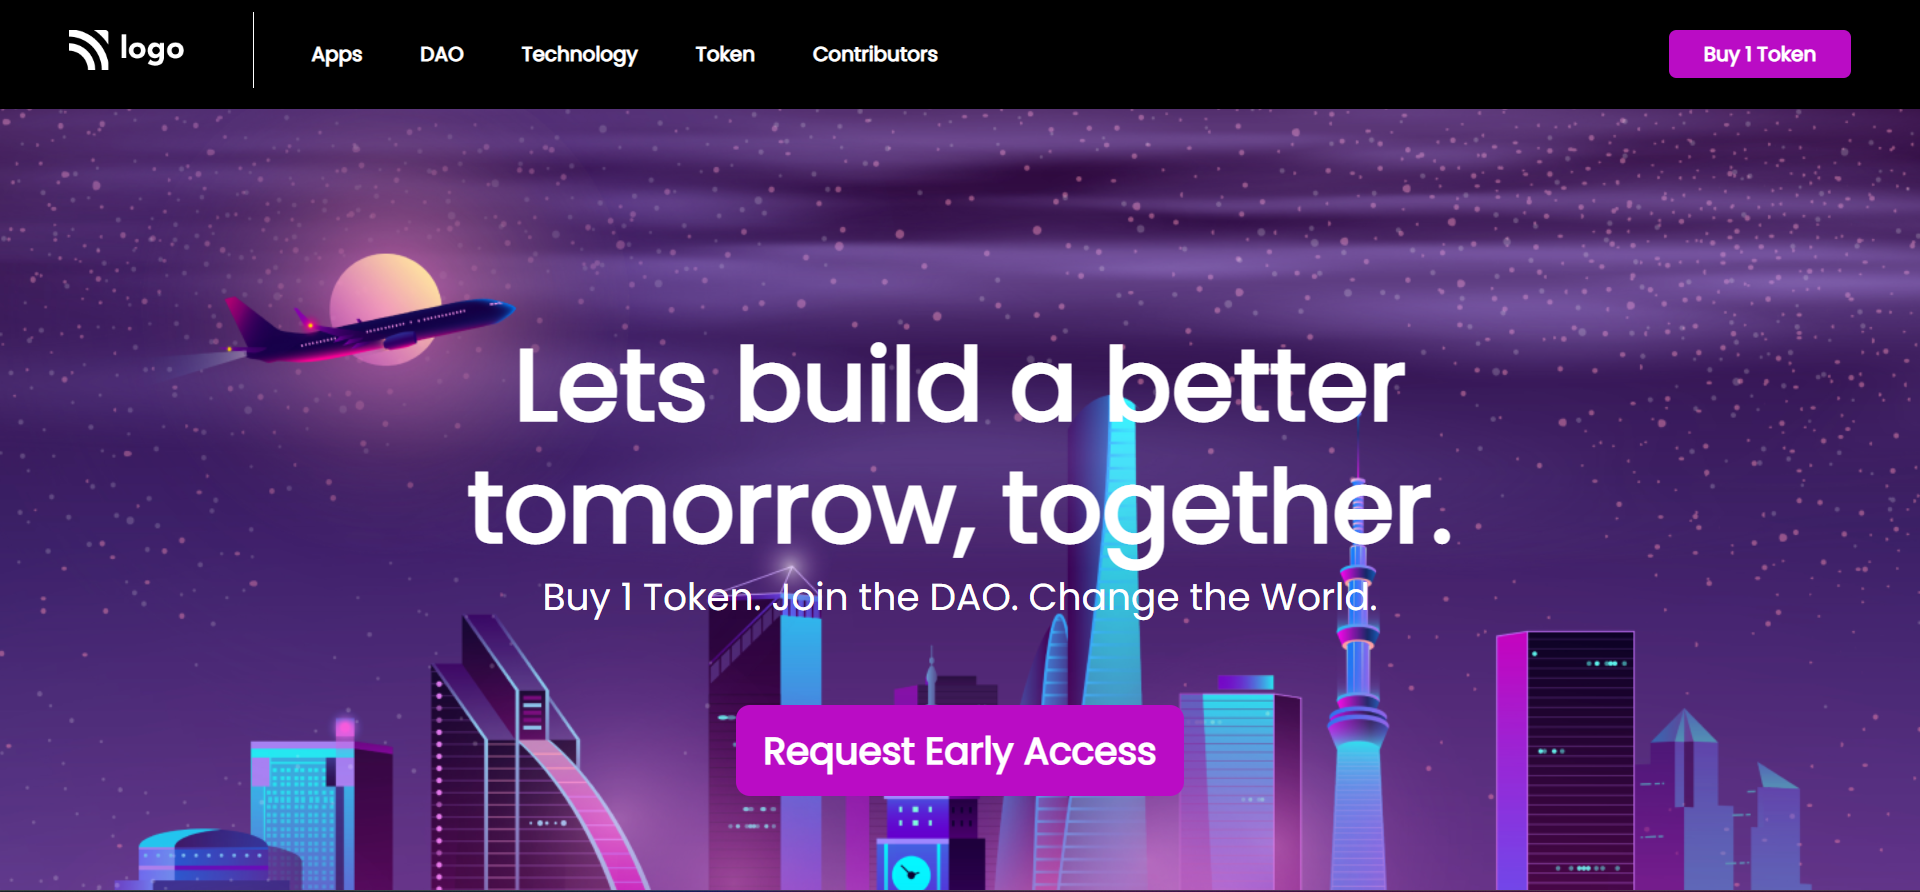 logo
Apps
DAO
Technology
Token
Contributors
Buy 1 Token
Lets build a better
tomorrow, together.
Buy 1 Token. Join the DAO. Change the World.
Request Early Access